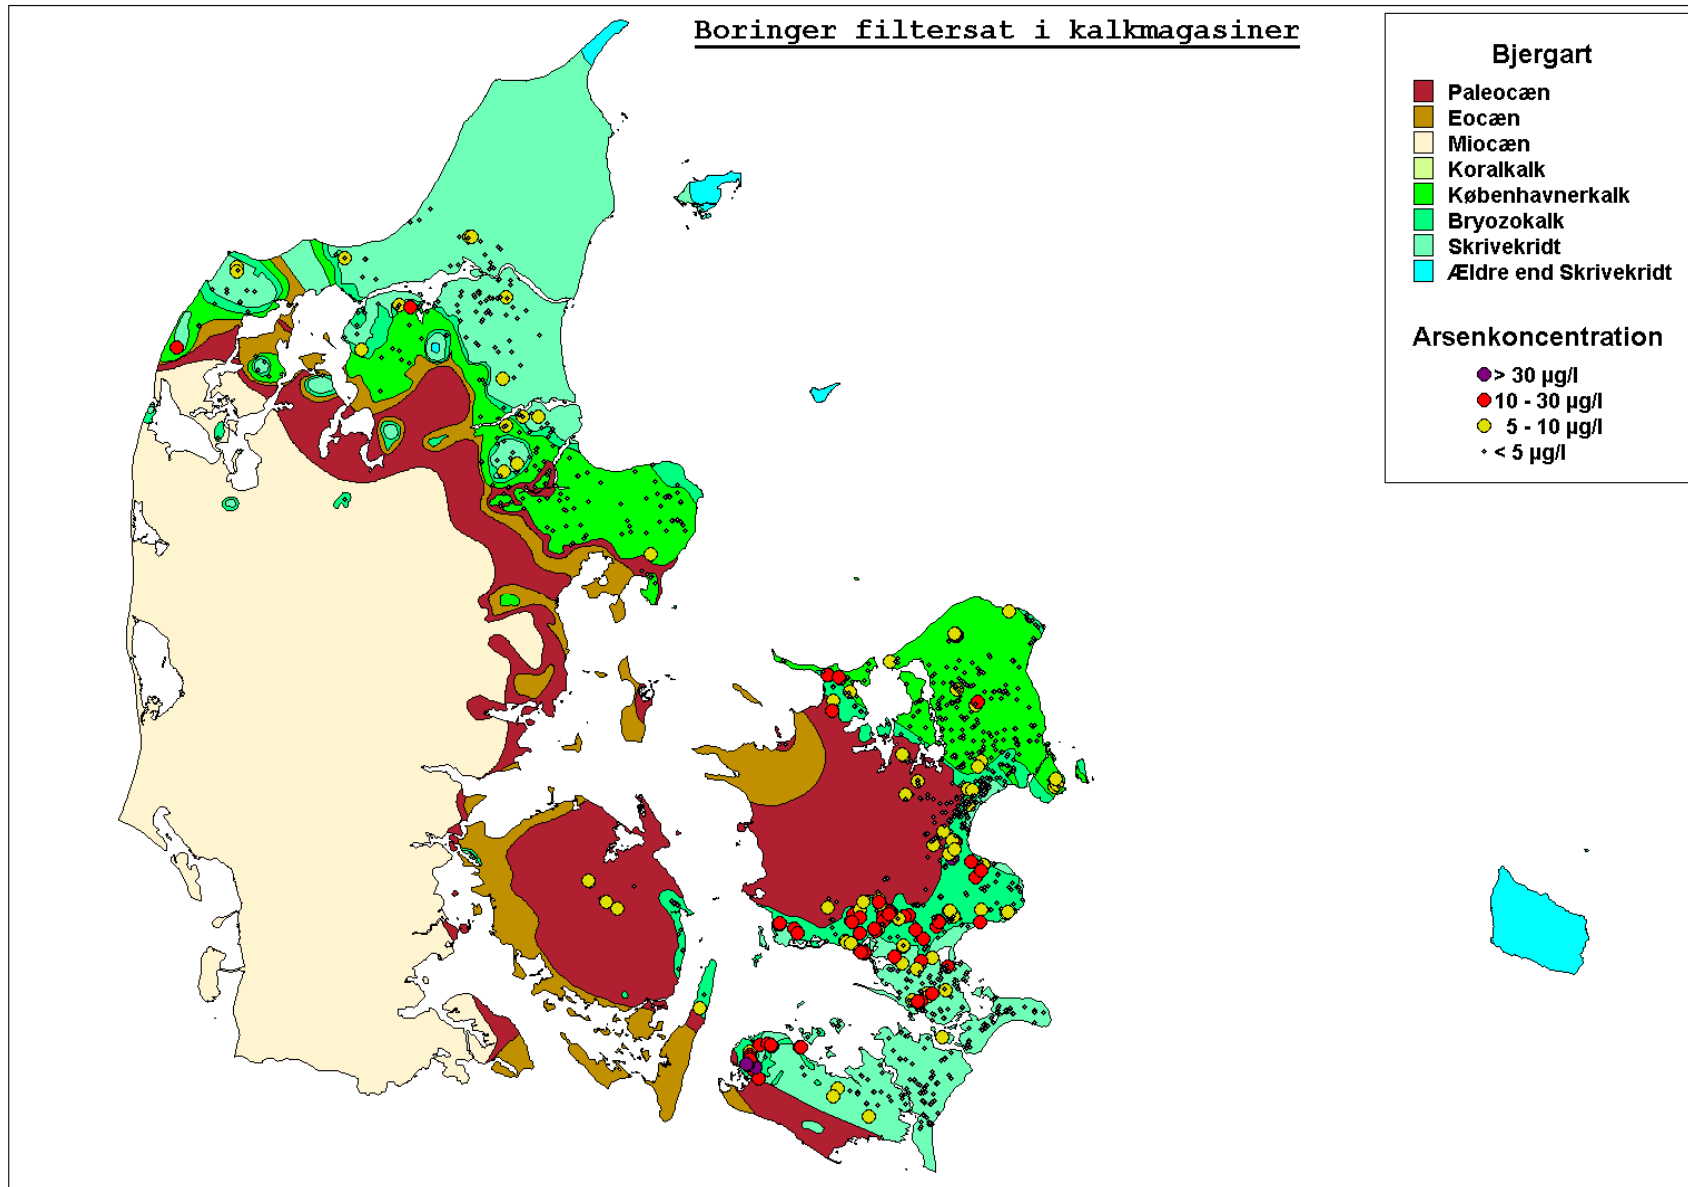 Boringer filtersat i kalkmagasiner
Bjergart
Paleocæn
Eocæn
Miocæn
Koralkalk
Københavnerkalk
Bryozokalk
Skrivekridt
Ældre end Skrivekridt
Arsenkoncentration
> 30 µg/l
10 - 30 µg/l
5 - 10 µg/l
< 5 µg/l